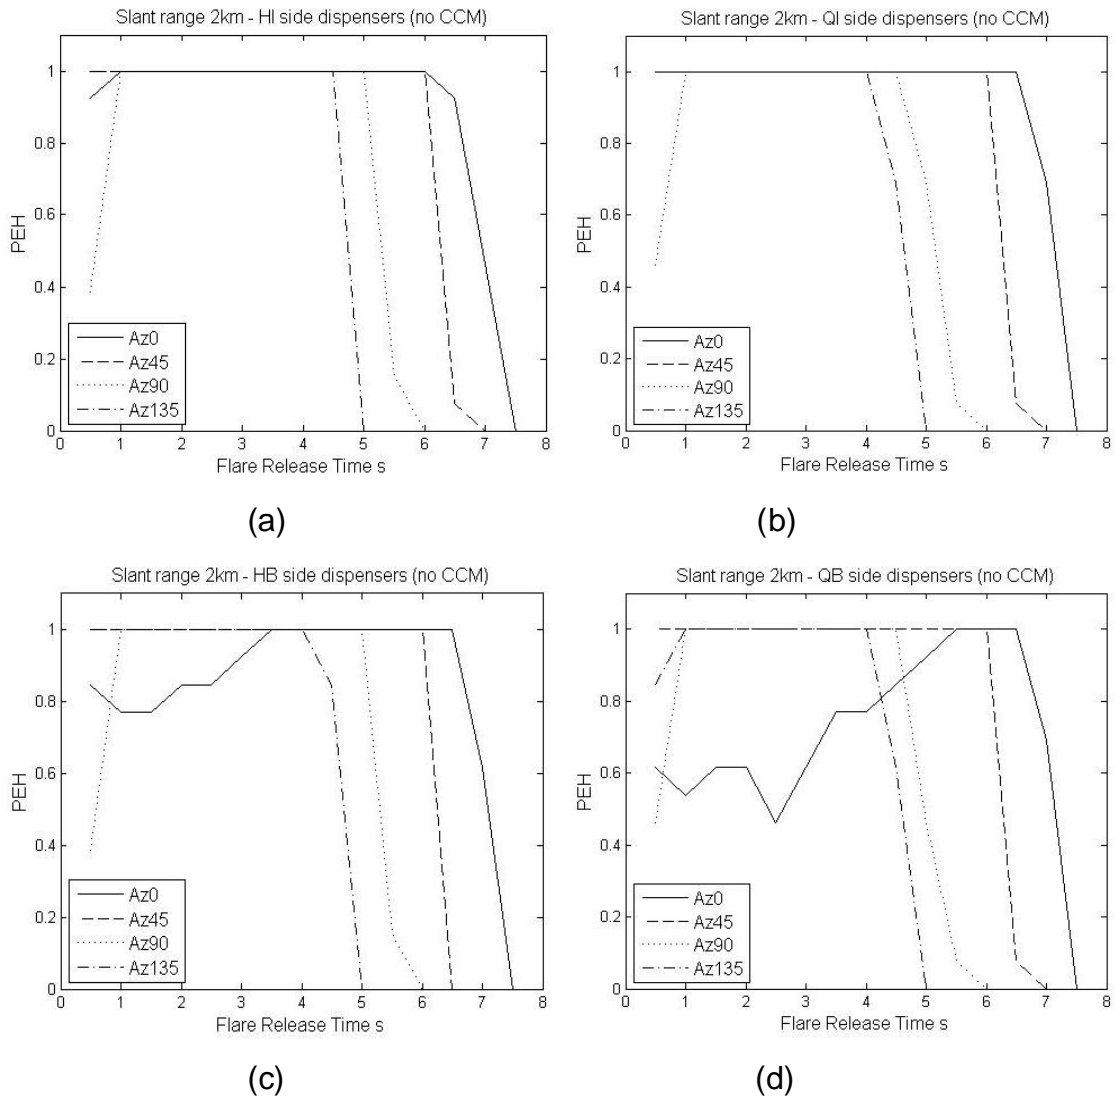 Slant range 2km - HI side dispensers (no CCM)
1
0.8
0.6
0.4
0.2
0
PEH
Az0
Az45
Az90
Az135
0 1 2 3 4 5 6 7 8
Flare Release Time s
(a)
Slant range 2km - QI side dispensers (no CCM)
1
0.8
0.6
0.4
0.2
0
PEH
Az0
Az45
Az90
Az135
0 1 2 3 4 5 6 7 8
Flare Release Time s
(b)
Slant range 2km - HB side dispensers (no CCM)
1
0.8
0.6
0.4
0.2
0
PEH
Az0
Az45
Az90
Az135
0 1 2 3 4 5 6 7 8
Flare Release Time s
(c)
Slant range 2km - QB side dispensers (no CCM)
1
0.8
0.6
0.4
0.2
0
PEH
Az0
Az45
Az90
Az135
0 1 2 3 4 5 6 7 8
Flare Release Time s
(d)